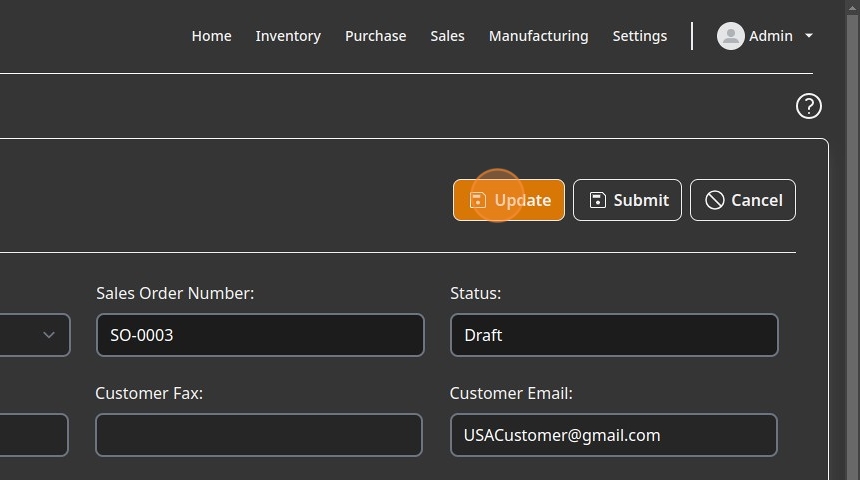 Home Inventory Purchase Sales Manufacturing Settings Admin
Update Submit Cancel
Sales Order Number: Status:
SO-0003 Draft
Customer Fax: Customer Email:
USACustomer@gmail.com